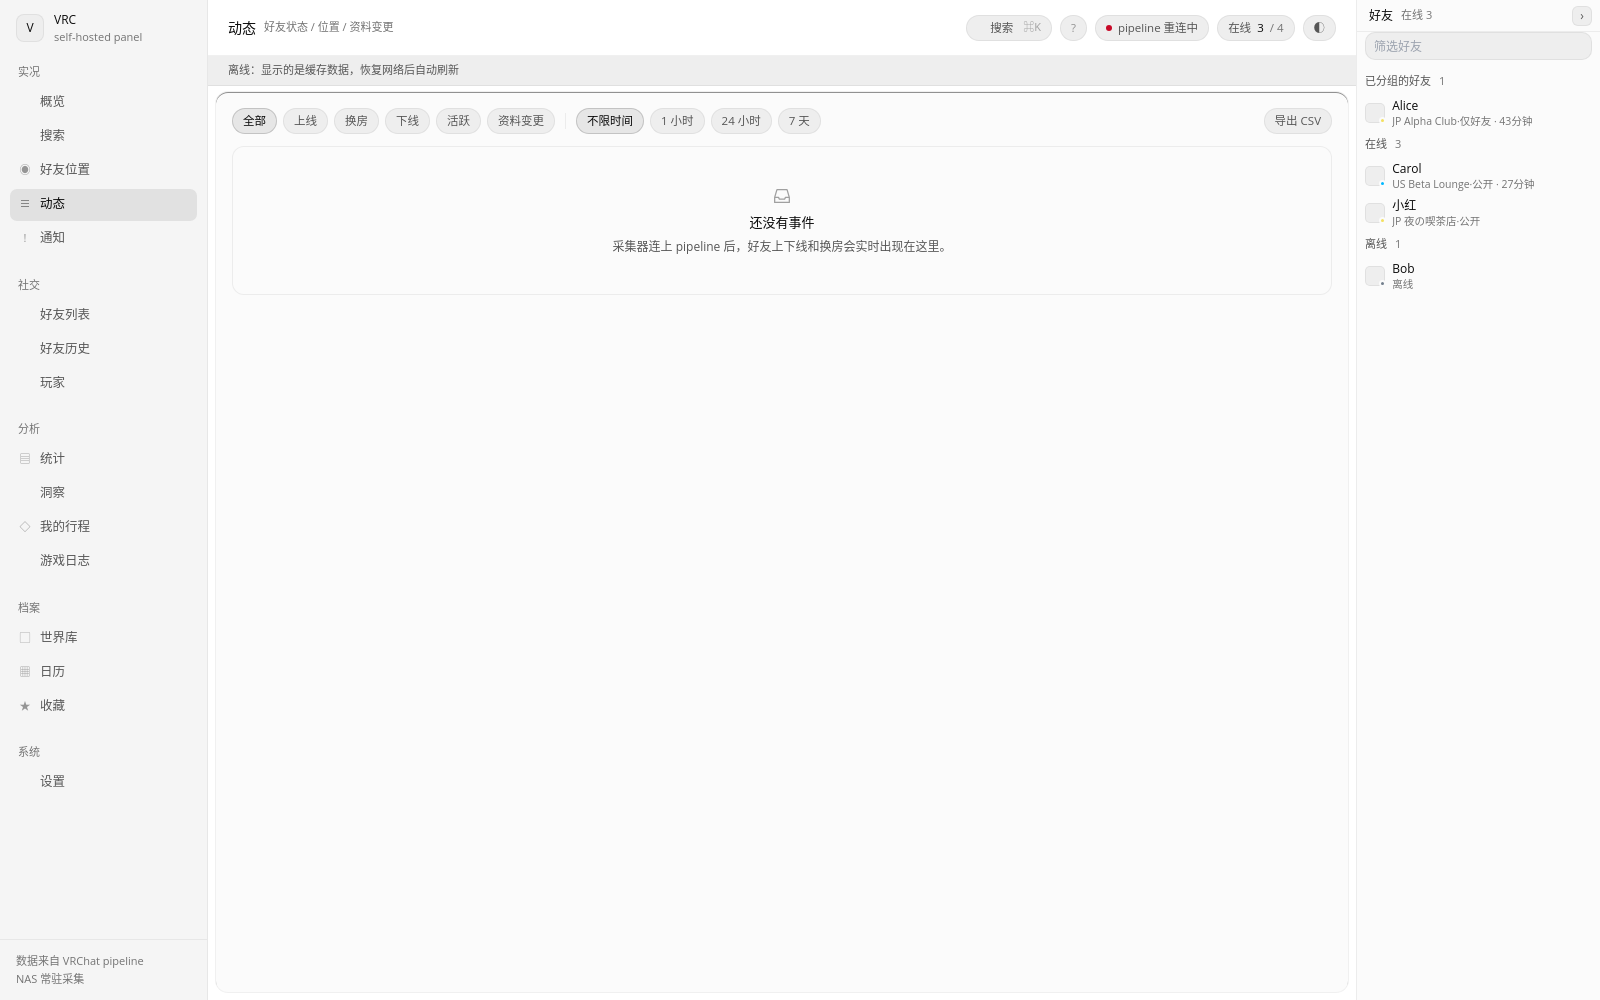 V
VRC
self-hosted panel
实况
概览
搜索
好友位置
动态
! 通知
社交
好友列表
好友历史
玩家
分析
统计
洞察
我的行程
游戏日志
档案
世界库
日历
★ 收藏
系统
设置
数据来自 VRChat pipeline
NAS 常驻采集
动态 好友状态 / 位置 / 资料变更
搜索 ⌘K
?
pipeline 重连中
在线 3 / 4
离线：显示的是缓存数据，恢复网络后自动刷新
全部 上线 换房 下线 活跃 资料变更 不限时间 1 小时 24 小时 7 天 导出 CSV
还没有事件
采集器连上 pipeline 后，好友上下线和换房会实时出现在这里。
好友 在线 3 ›
筛选好友
已分组的好友 1
Alice
JP Alpha Club·仅好友 · 43分钟
在线 3
Carol
US Beta Lounge·公开 · 27分钟
小红
JP 夜の喫茶店·公开
离线 1
Bob
离线